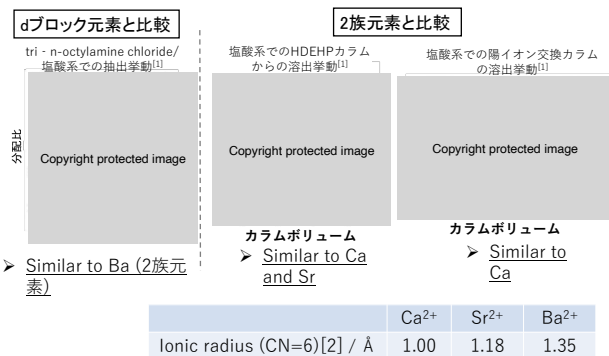 dブロック元素と比較
2族元素と比較
tri‐n-octylamine chloride/
塩酸系での抽出挙動[1]
分配比
Copyright protected image
➢ Similar to Ba (2族元
素)
塩酸系でのHDEHPカラム
からの溶出挙動[1]
Copyright protected image
カラムボリューム
➢ Similar to Ca
and Sr
塩酸系での陽イオン交換カラム
の溶出挙動[1]
Copyright protected image
カラムボリューム
➢ Similar to
Ca
Ca2+ Sr2+ Ba2+
Ionic radius (CN=6)[2] / Å 1.00 1.18 1.35